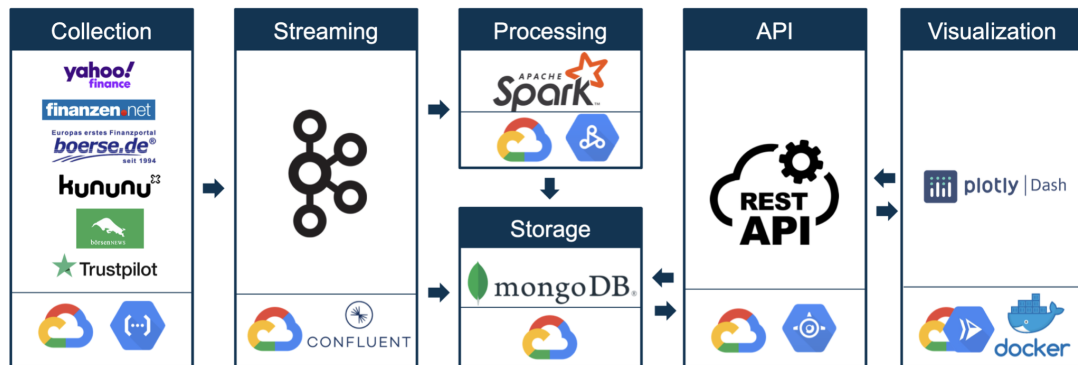 Collection
yahoo!
finance
finanzen.net
Europas erstes Finanzportal
boerse.de®
seit 1994
kununu
börsenNEWS
Trustpilot
Streaming
CONFLUENT
Processing
APACHE
Spark™
Storage
mongoDB®
API
REST
API
Visualization
plotly | Dash
docker